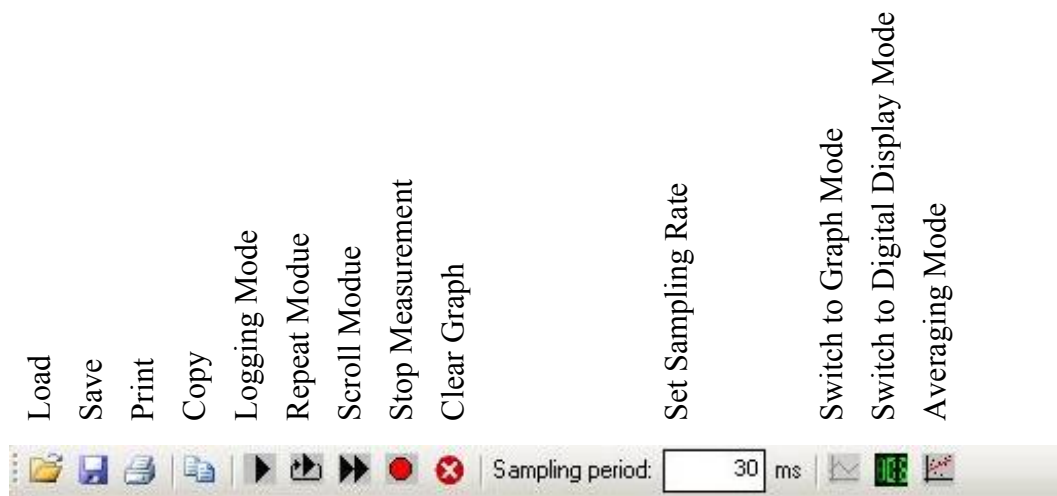 Load
Save
Print
Copy
Logging Mode
Repeat Modue
Scroll Modue
Stop Measurement
Clear Graph
Set Sampling Rate
Switch to Graph Mode
Switch to Digital Display Mode
Averaging Mode
Sampling period: 30 ms